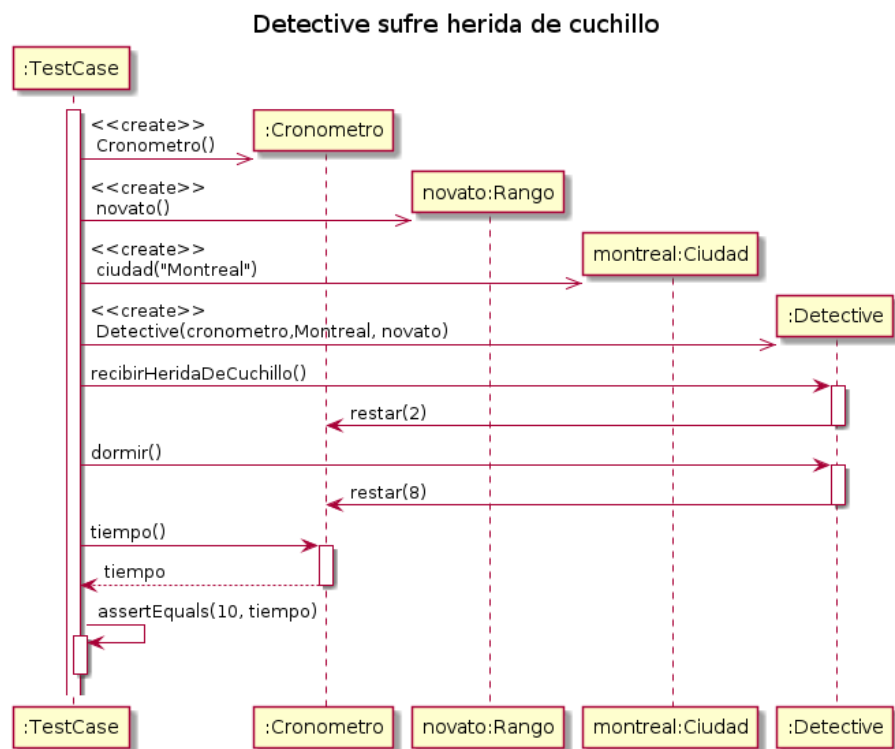 Detective sufre herida de cuchillo
:TestCase
<<create>>
Cronometro()
:Cronometro
<<create>>
novato()
novato:Rango
<<create>>
ciudad("Montreal")
montreal:Ciudad
<<create>>
Detective(cronometro,Montreal, novato)
:Detective
recibirHeridaDeCuchillo()
restar(2)
dormir()
restar(8)
tiempo()
tiempo
assertEquals(10, tiempo)
:TestCase :Cronometro novato:Rango montreal:Ciudad :Detective